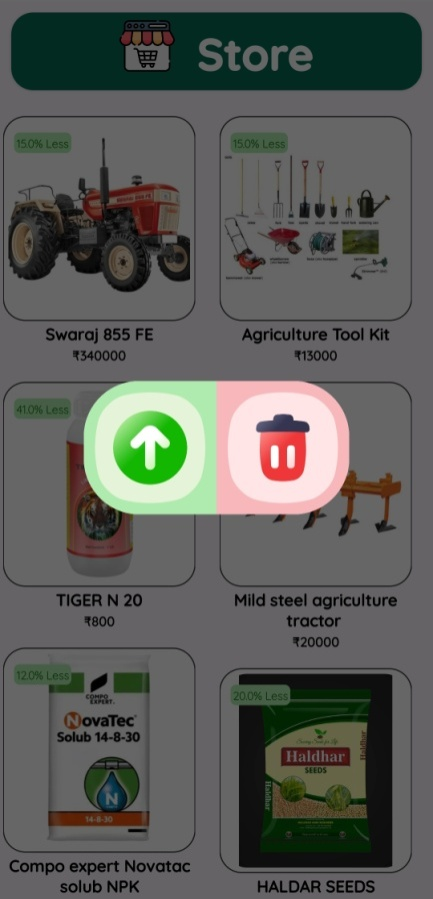 Store
15.0% Less
15.0% Less
Swaraj 855 FE
₹340000
Agriculture Tool Kit
₹13000
41.0% Less
TIGER N 20
₹800
Mild steel agriculture
tractor
₹20000
12.0% Less
COMPO
EXPERT
NovaTec
Solub 14-8-30
N
14-8-30
Compo expert Novatac
solub NPK
20.0% Less
Haldhar
SEEDS
Haldhar
Haldhar
HALDAR SEEDS